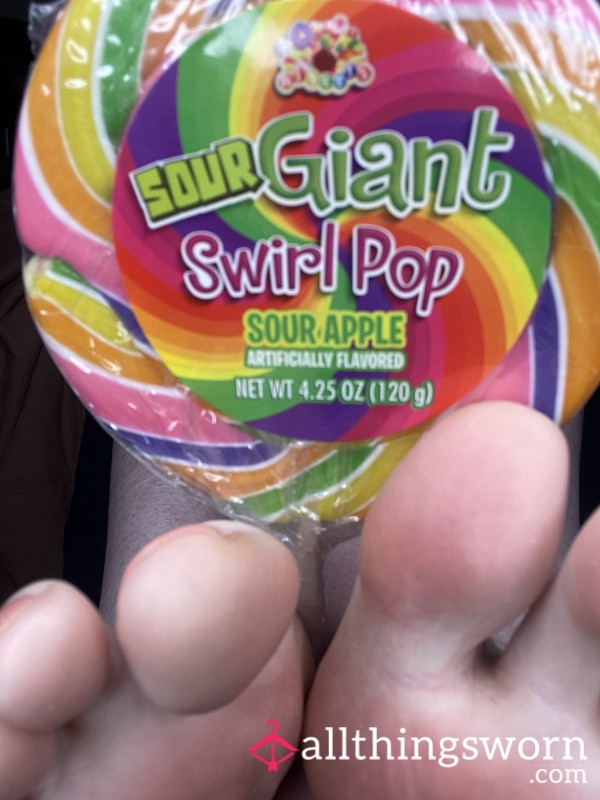 SOUR Giant
Swirl Pop
SOUR APPLE
ARTIFICIALLY FLAVORED
NET WT 4.25 OZ (120 g)
allthingsworn
.com